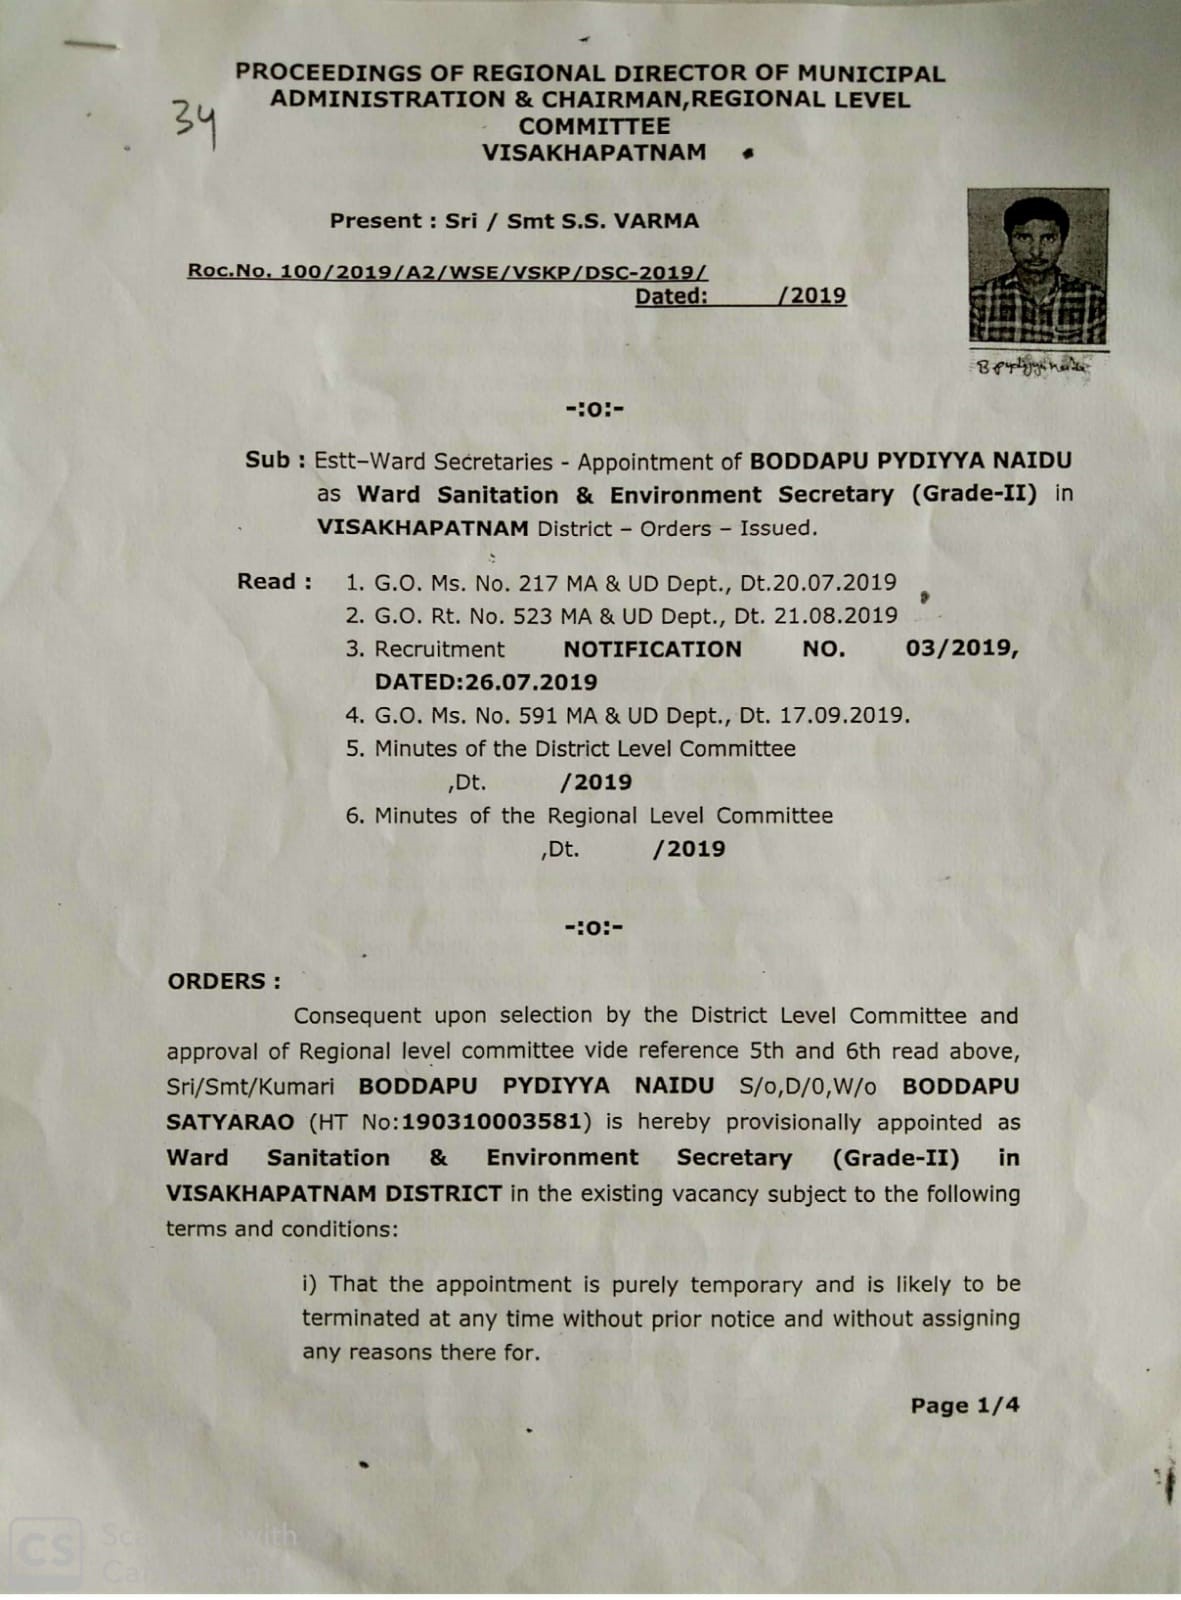 PROCEEDINGS OF REGIONAL DIRECTOR OF MUNICIPAL
ADMINISTRATION & CHAIRMAN,REGIONAL LEVEL
COMMITTEE
VISAKHAPATNAM
34
Present : Sri / Smt S.S. VARMA
Roc.No. 100/2019/A2/WSE/VSKP/DSC-2019/
Dated: /2019
-:o:-
Sub : Estt–Ward Secretaries - Appointment of BODDAPU PYDIYYA NAIDU
as Ward Sanitation & Environment Secretary (Grade-II) in
VISAKHAPATNAM District – Orders – Issued.
Read : 1. G.O. Ms. No. 217 MA & UD Dept., Dt.20.07.2019
2. G.O. Rt. No. 523 MA & UD Dept., Dt. 21.08.2019
3. Recruitment NOTIFICATION NO. 03/2019,
DATED:26.07.2019
4. G.O. Ms. No. 591 MA & UD Dept., Dt. 17.09.2019.
5. Minutes of the District Level Committee
,Dt. /2019
6. Minutes of the Regional Level Committee
,Dt. /2019
-:o:-
ORDERS :
Consequent upon selection by the District Level Committee and
approval of Regional level committee vide reference 5th and 6th read above,
Sri/Smt/Kumari BODDAPU PYDIYYA NAIDU S/o,D/0,W/o BODDAPU
SATYARAO (HT No:190310003581) is hereby provisionally appointed as
Ward Sanitation & Environment Secretary (Grade-II) in
VISAKHAPATNAM DISTRICT in the existing vacancy subject to the following
terms and conditions:
i) That the appointment is purely temporary and is likely to be
terminated at any time without prior notice and without assigning
any reasons there for.
Page 1/4
CS
with